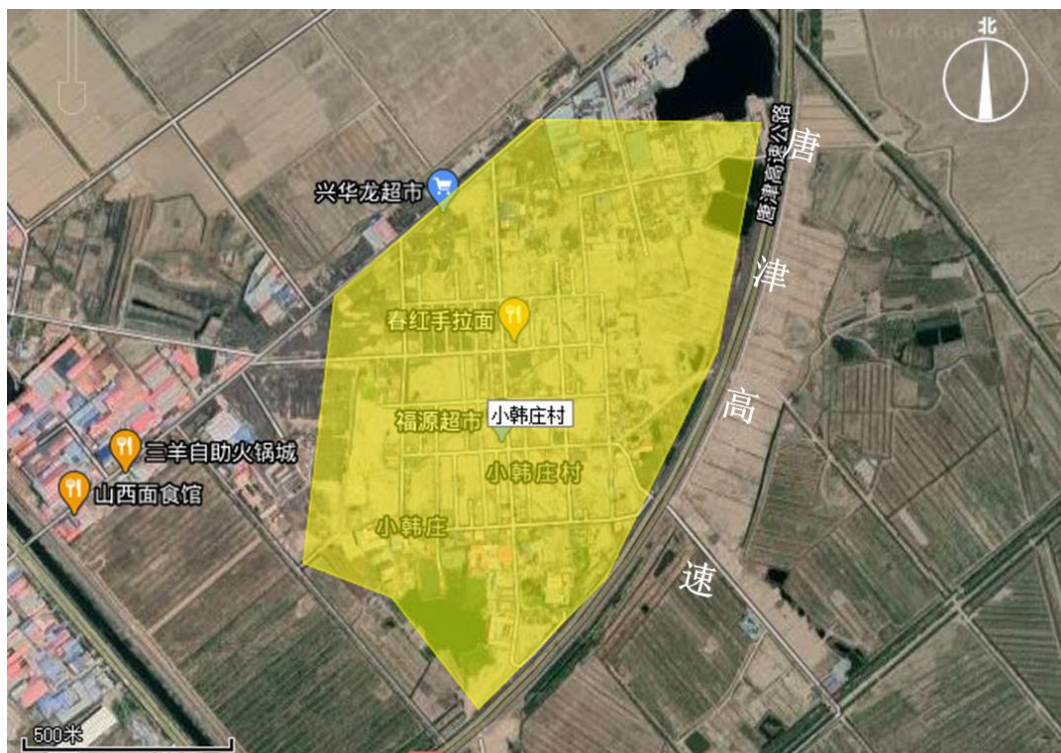 北
唐津高速公路
唐
津
高
速
兴华龙超市
春红手拉面
福源超市
小韩庄村
小韩庄村
三羊自助火锅城
山西面食馆
小韩庄
500米